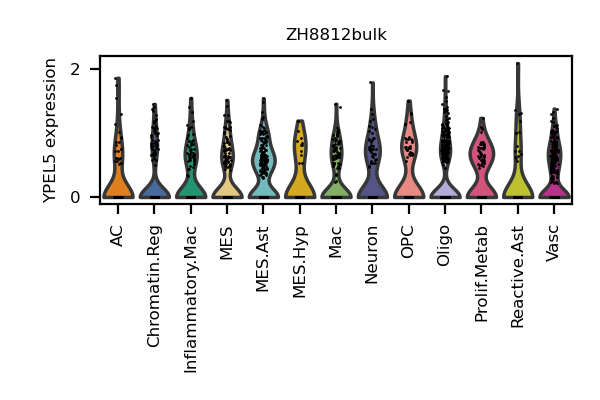 ZH8812bulk
YPEL5 expression
2
0
AC
Chromatin.Reg
Inflammatory.Mac
MES
MES.Ast
MES.Hyp
Mac
Neuron
OPC
Oligo
Prolif.Metab
Reactive.Ast
Vasc